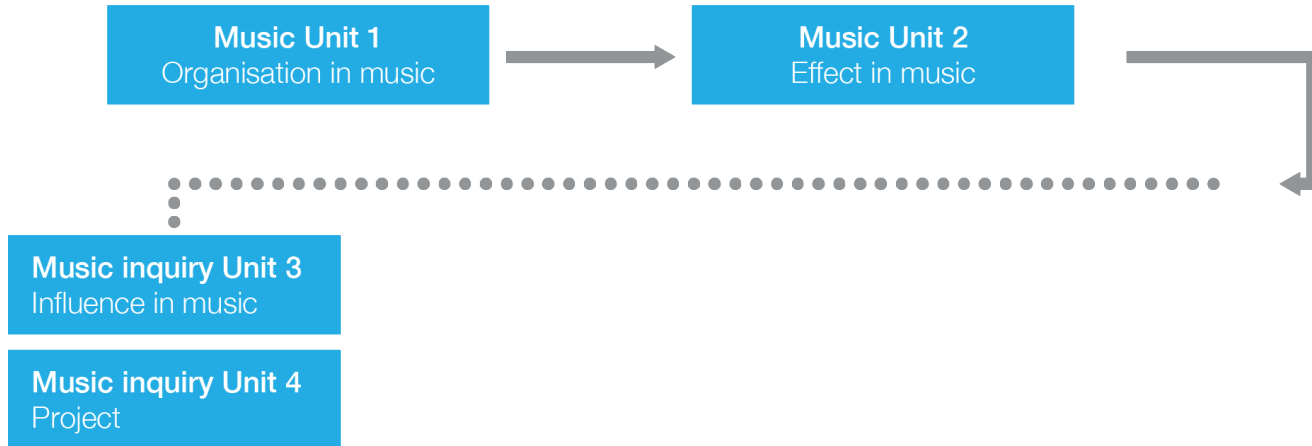 Music Unit 1
Organisation in music
Music Unit 2
Effect in music
Music inquiry Unit 3
Influence in music
Music inquiry Unit 4
Project